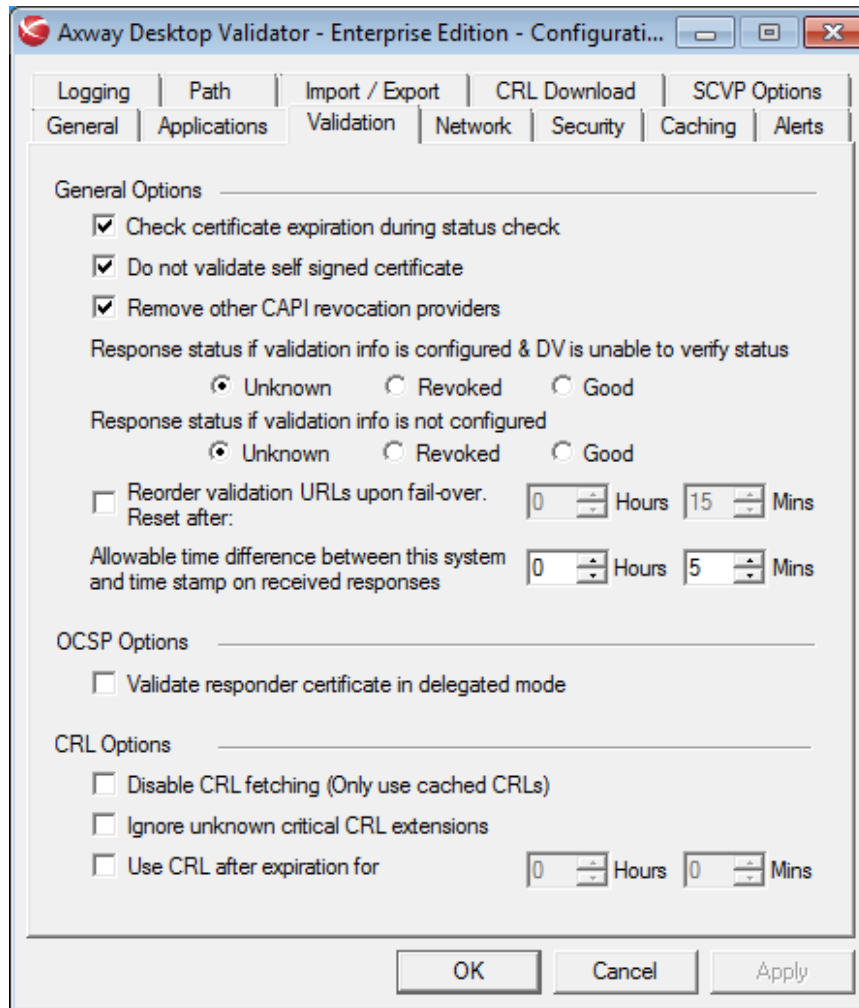 Axway Desktop Validator - Enterprise Edition - Configurati...
Logging Path Import / Export CRL Download SCVP Options
General Applications Validation Network Security Caching Alerts
General Options
Check certificate expiration during status check
Do not validate self signed certificate
Remove other CAPI revocation providers
Response status if validation info is configured & DV is unable to verify status
Unknown Revoked Good
Response status if validation info is not configured
Unknown Revoked Good
Reorder validation URLs upon fail-over.
Reset after: 0 Hours 15 Mins
Allowable time difference between this system
and time stamp on received responses 0 Hours 5 Mins
OCSP Options
Validate responder certificate in delegated mode
CRL Options
Disable CRL fetching (Only use cached CRLs)
Ignore unknown critical CRL extensions
Use CRL after expiration for 0 Hours 0 Mins
OK Cancel Apply